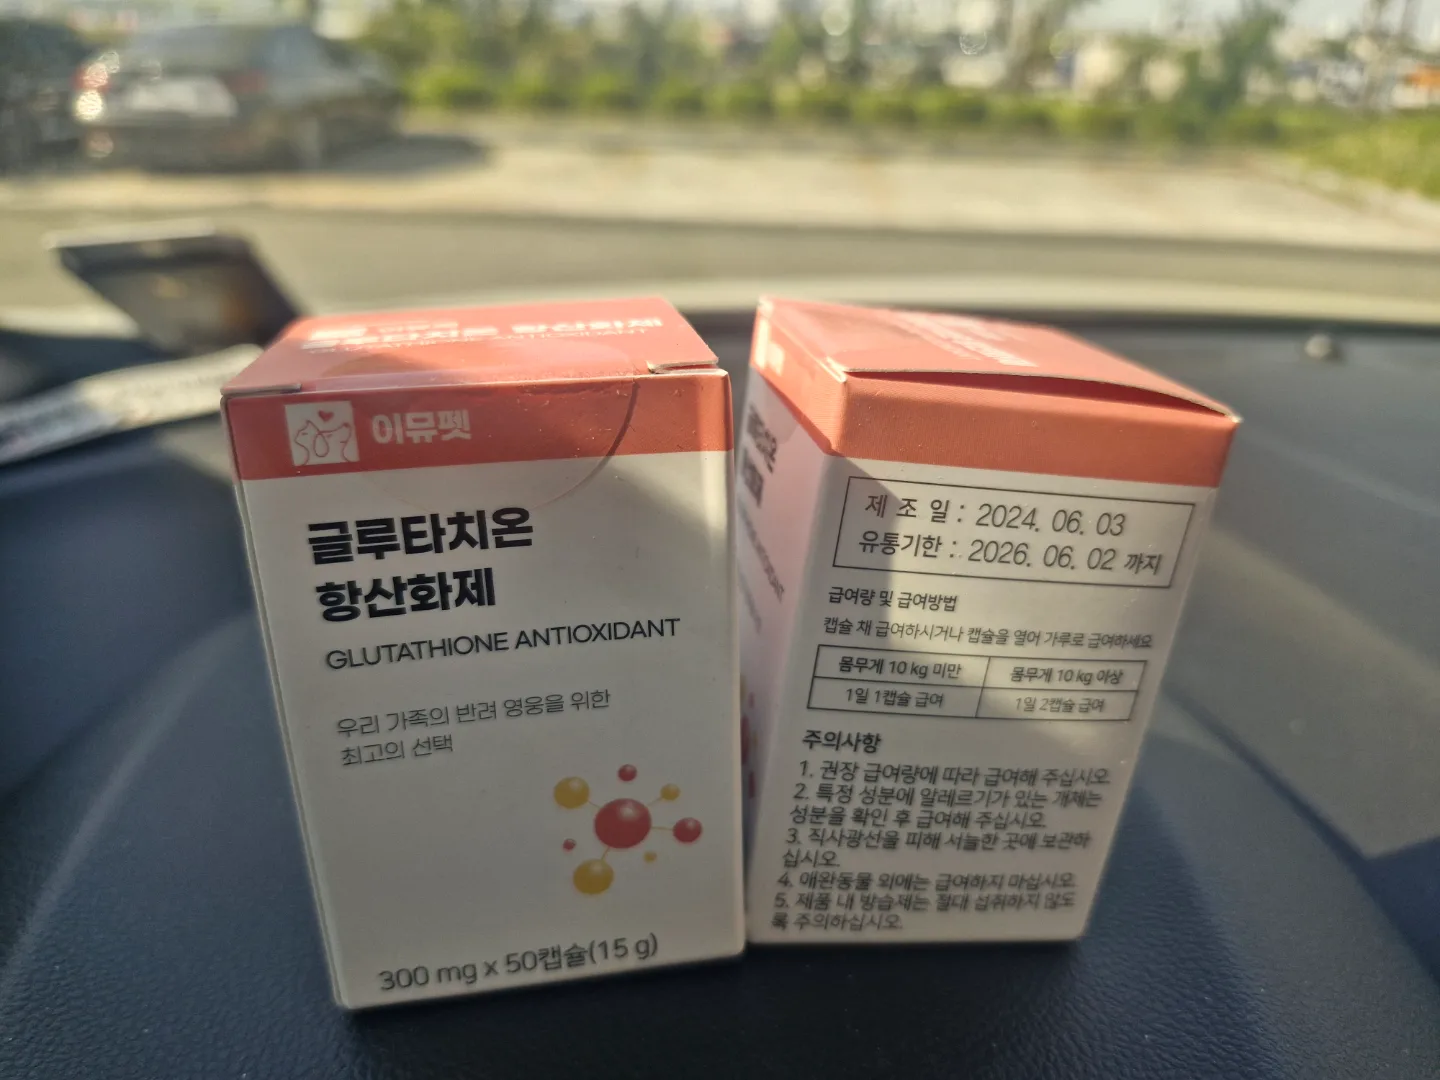 항산화제
이뮤펫
글루타치온
항산화제
GLUTATHIONE ANTIOXIDANT
우리 가족의 반려 영웅을 위한
최고의 선택
300 mg x 50캡슐(15 g)
제 조 일 : 2024. 06. 03
유통기한 : 2026. 06. 02 까지
급여량 및 급여방법
캡슐 채 급여하시거나 캡슐을 열어 가루로 급여하세요
몸무게 10 kg 미만 몸무게 10 kg 이상
1일 1캡슐 급여 1일 2캡슐 급여
주의사항
1. 권장 급여량에 따라 급여해 주십시오.
2. 특정 성분에 알레르기가 있는 개체는
성분을 확인 후 급여해 주십시오.
3. 직사광선을 피해 서늘한 곳에 보관하
십시오.
4. 애완동물 외에는 급여하지 마십시오.
5. 제품 내 방습제는 절대 섭취하지 않도
록 주의하십시오.